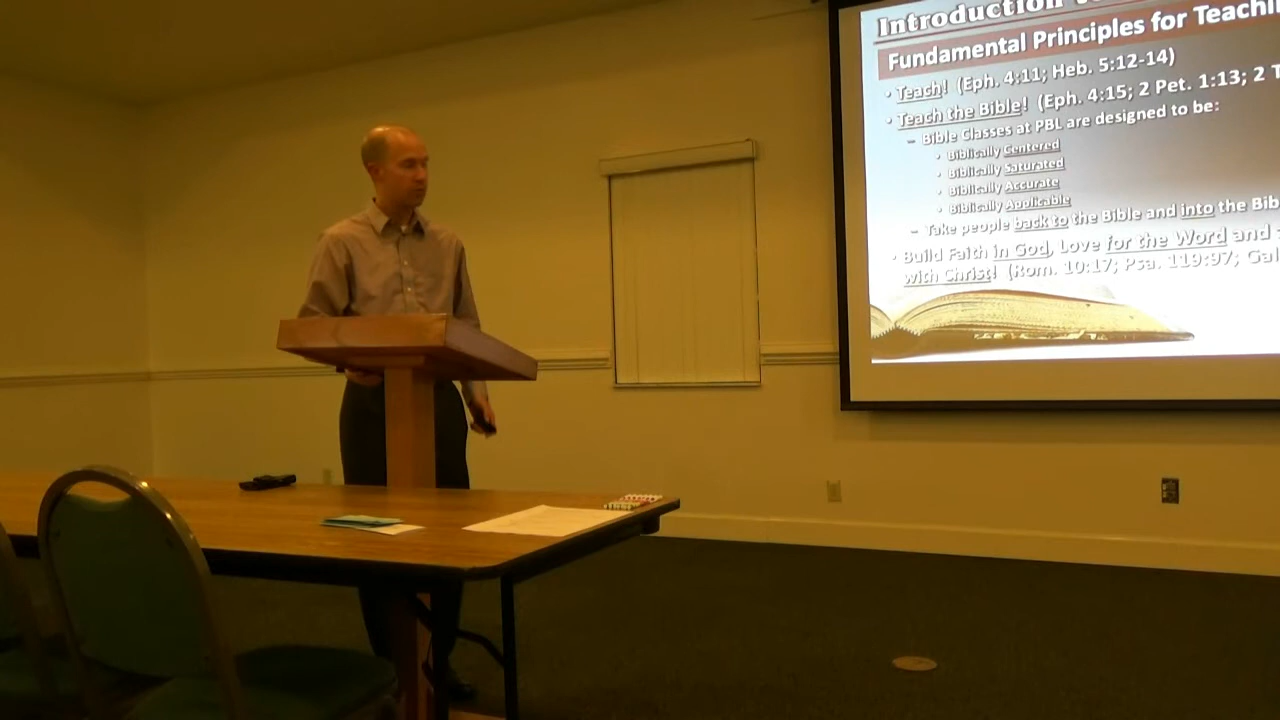 Introduction
Fundamental Principles for Teachi
• Teach! (Eph. 4:11; Heb. 5:12-14)
• Teach the Bible! (Eph. 4:15; 2 Pet. 1:13; 2 T
– Bible Classes at PBL are designed to be:
• Biblically Centered
• Biblically Saturated
• Biblically Accurate
• Biblically Applicable
– Take people back to the Bible and into the Bib
• Build Faith in God, Love for the Word and
with Christ! (Rom. 10:17; Psa. 119:97; Gal